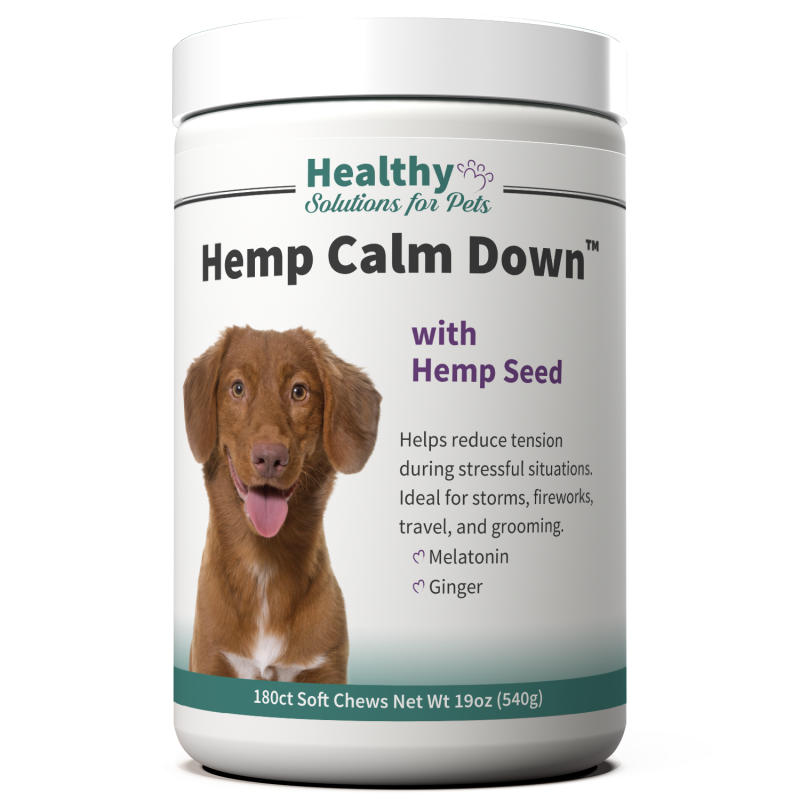 Healthy
Solutions for Pets
Hemp Calm Down™
with
Hemp Seed
Helps reduce tension
during stressful situations.
Ideal for storms, fireworks,
travel, and grooming.
Melatonin
Ginger
180ct Soft Chews Net Wt 19oz (540g)